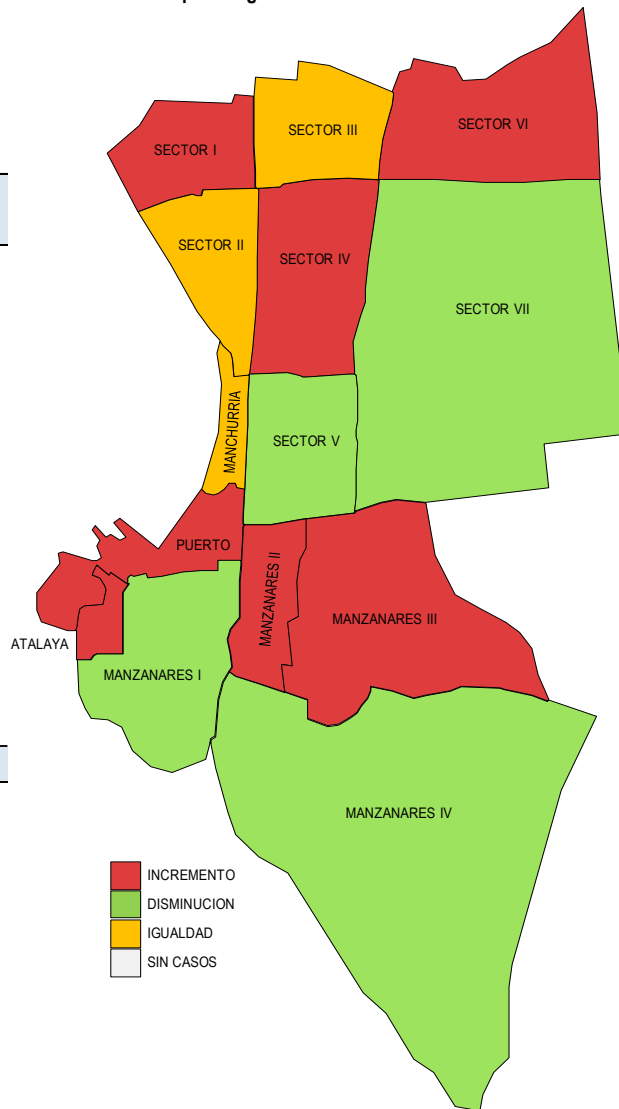 SECTOR VI
SECTOR III
SECTOR I
SECTOR II
SECTOR IV
SECTOR VII
MANCHURRIA
SECTOR V
PUERTO
MANZANARES II
MANZANARES III
ATALAYA
MANZANARES I
MANZANARES IV
INCREMENTO
DISMINUCION
IGUALDAD
SIN CASOS